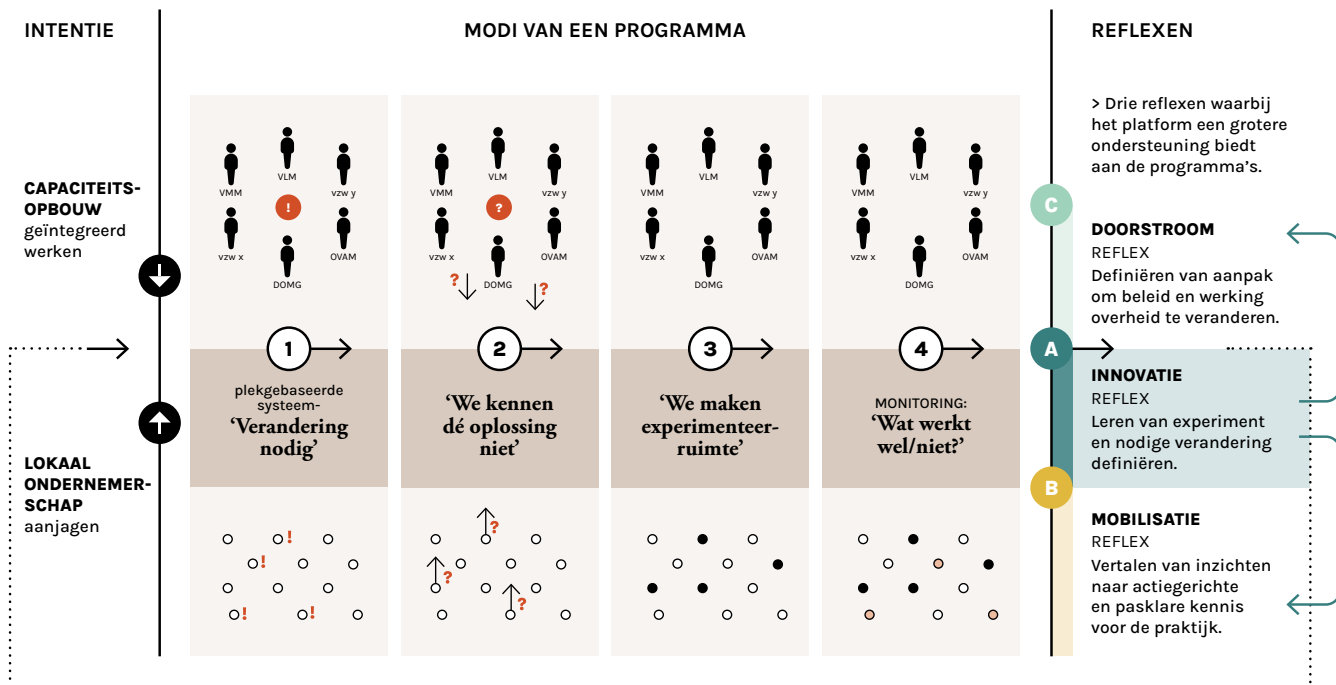 INTENTIE
MODI VAN EEN PROGRAMMA
REFLEXEN
CAPACITEITS-
OPBOUW
geïntegreerd
werken
LOKAAL
ONDERNEMER-
SCHAP
aanjagen
VMM
VLM
vzw y
!
vzw x
DOMG
OVAM
1
plekgebaseerde
systeem-
‘Verandering
nodig’
!
!
!
!
VMM
VLM
vzw y
?
vzw x
DOMG
OVAM
?
?
2
‘We kennen
dé oplossing
niet’
?
?
?
VMM
VLM
vzw y
vzw x
DOMG
OVAM
3
‘We maken
experimenteer-
ruimte’
VMM
VLM
vzw y
vzw x
DOMG
OVAM
4
MONITORING:
‘Wat werkt
wel/niet?’
> Drie reflexen waarbij
het platform een grotere
ondersteuning biedt
aan de programma’s.
C
DOORSTROOM
REFLEX
Definiëren van aanpak
om beleid en werking
overheid te veranderen.
A
INNOVATIE
REFLEX
Leren van experiment
en nodige verandering
definiëren.
B
MOBILISATIE
REFLEX
Vertalen van inzichten
naar actiegerichte
en pasklare kennis
voor de praktijk.